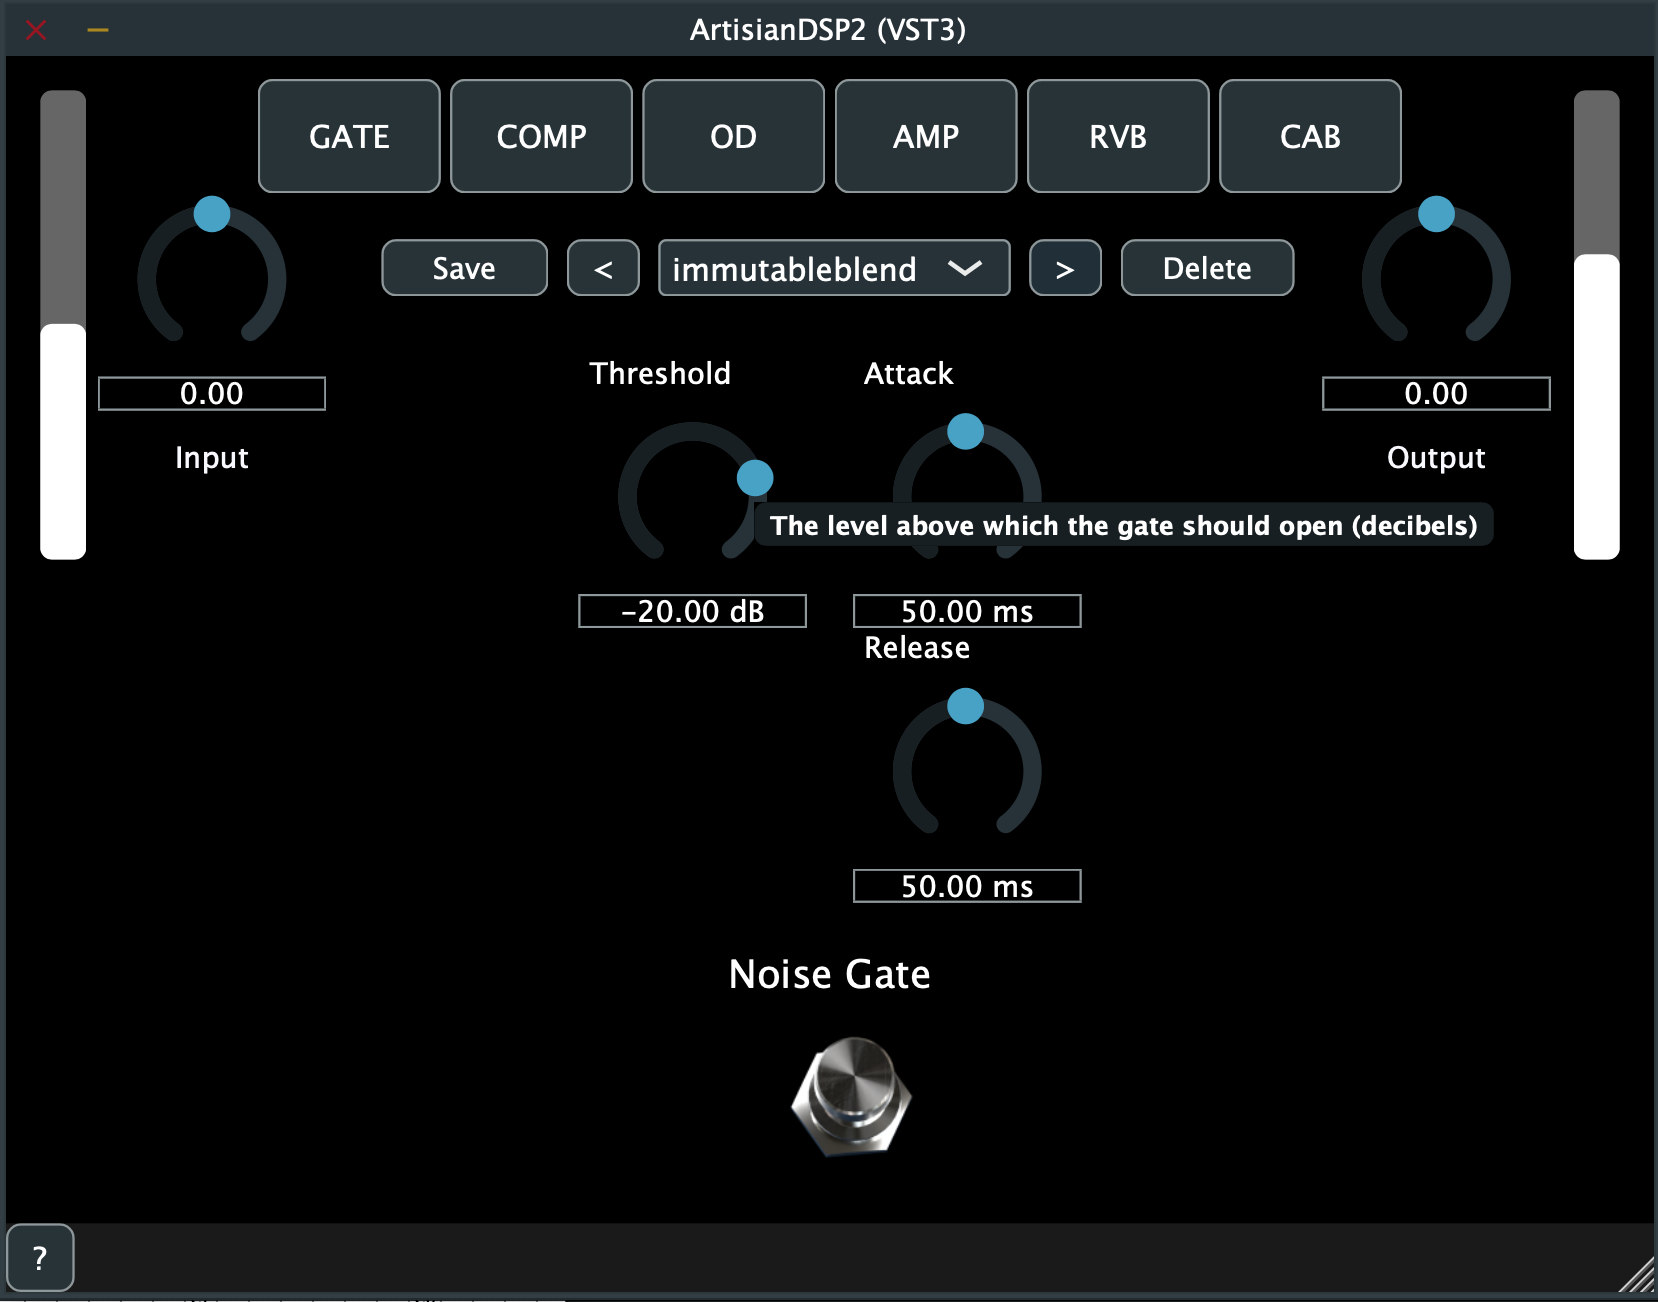 ArtisianDSP2 (VST3)
GATE COMP OD AMP RVB CAB
Save < immutableblend > Delete
Threshold Attack
0.00 0.00
Input Output
The level above which the gate should open (decibels)
-20.00 dB 50.00 ms
Release
50.00 ms
Noise Gate
?